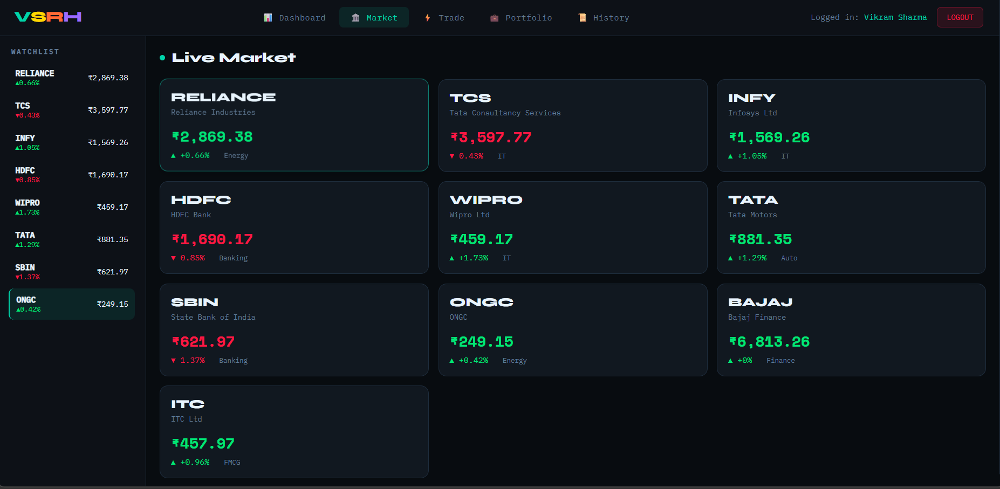 VSRH
📊 Dashboard
🏛 Market
⚡ Trade
💼 Portfolio
📜 History
Logged in: Vikram Sharma
LOGOUT
WATCHLIST
RELIANCE
▲0.66%
₹2,869.38
TCS
▼0.43%
₹3,597.77
INFY
▲1.05%
₹1,569.26
HDFC
▼0.85%
₹1,690.17
WIPRO
▲1.73%
₹459.17
TATA
▲1.29%
₹881.35
SBIN
▼1.37%
₹621.97
ONGC
▲0.42%
₹249.15
Live Market
RELIANCE
Reliance Industries
₹2,869.38
▲ +0.66% Energy
TCS
Tata Consultancy Services
₹3,597.77
▼ 0.43% IT
INFY
Infosys Ltd
₹1,569.26
▲ +1.05% IT
HDFC
HDFC Bank
₹1,690.17
▼ 0.85% Banking
WIPRO
Wipro Ltd
₹459.17
▲ +1.73% IT
TATA
Tata Motors
₹881.35
▲ +1.29% Auto
SBIN
State Bank of India
₹621.97
▼ 1.37% Banking
ONGC
ONGC
₹249.15
▲ +0.42% Energy
BAJAJ
Bajaj Finance
₹6,813.26
▲ +0% Finance
ITC
ITC Ltd
₹457.97
▲ +0.96% FMCG